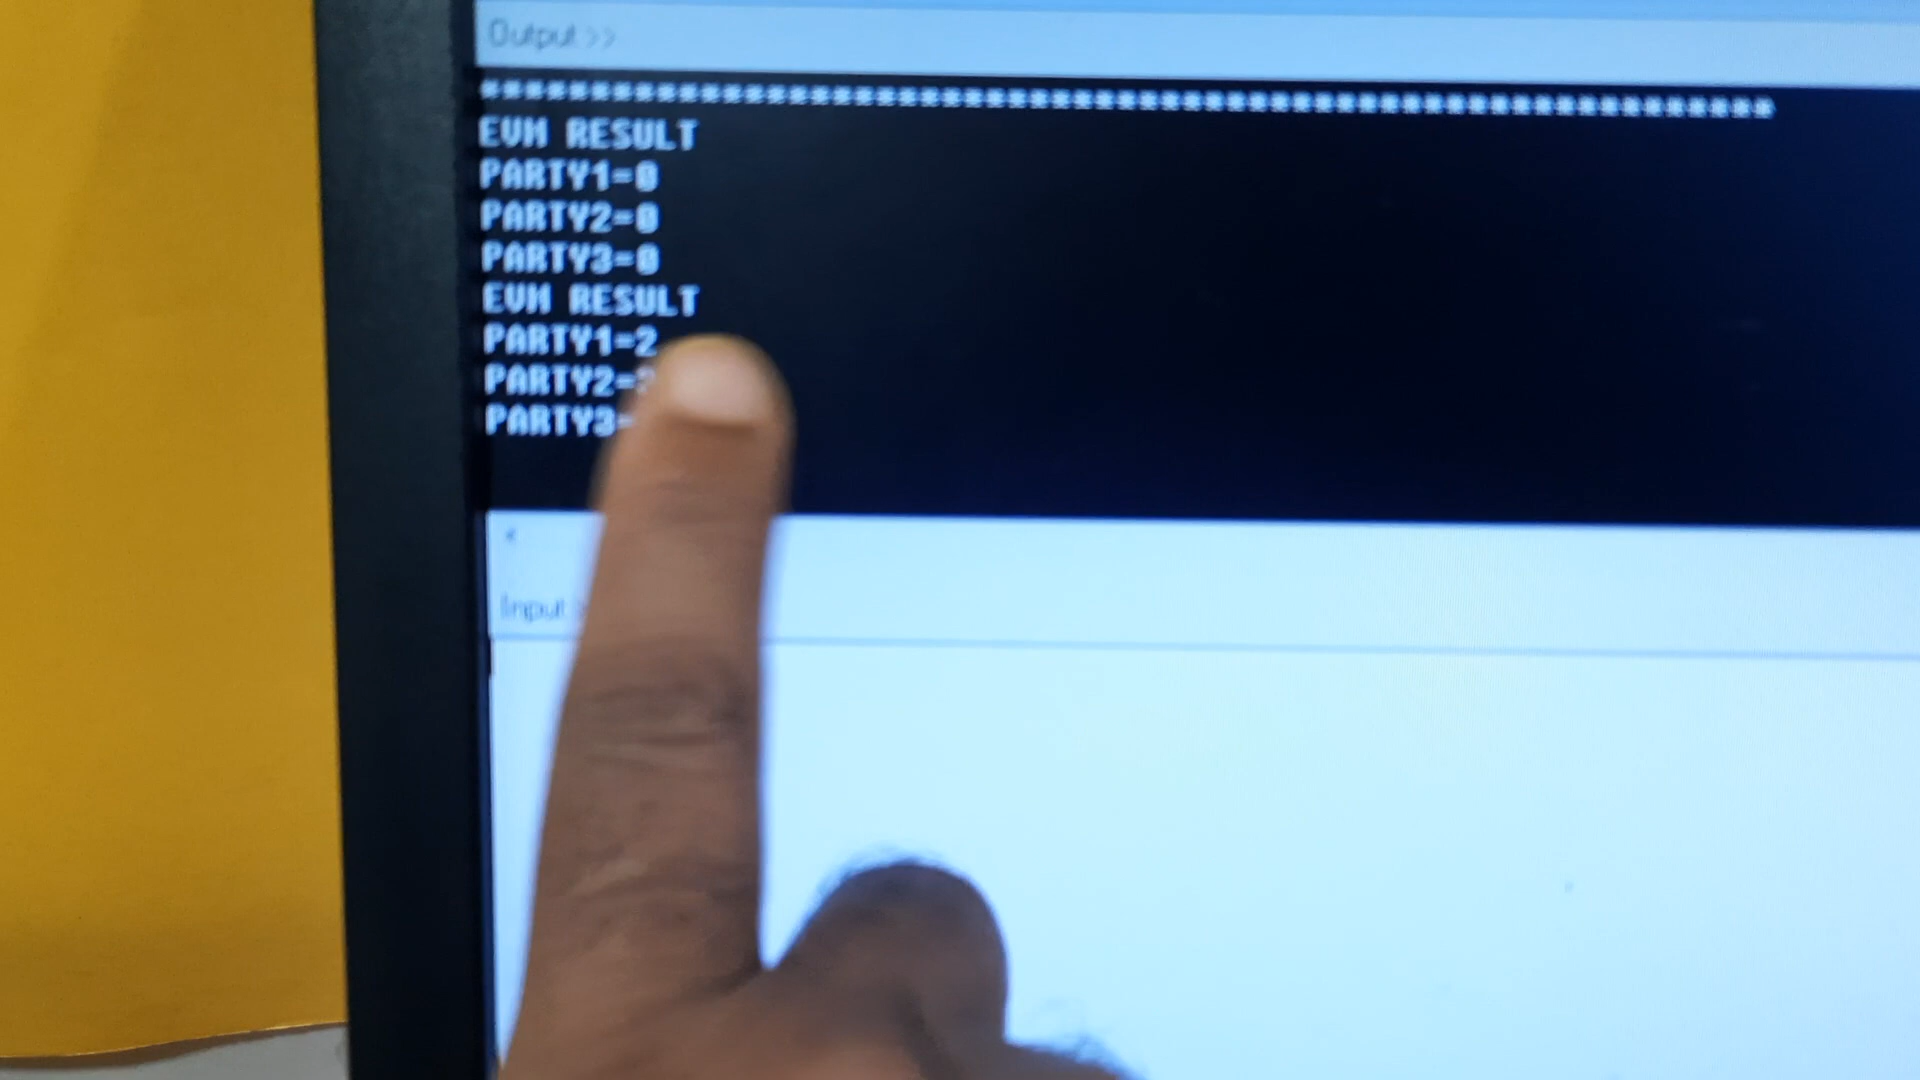 Output >>
***********************************************************
EVM RESULT
PARTY1=0
PARTY2=0
PARTY3=0
EVM RESULT
PARTY1=2
PARTY2=
PARTY3=
Input